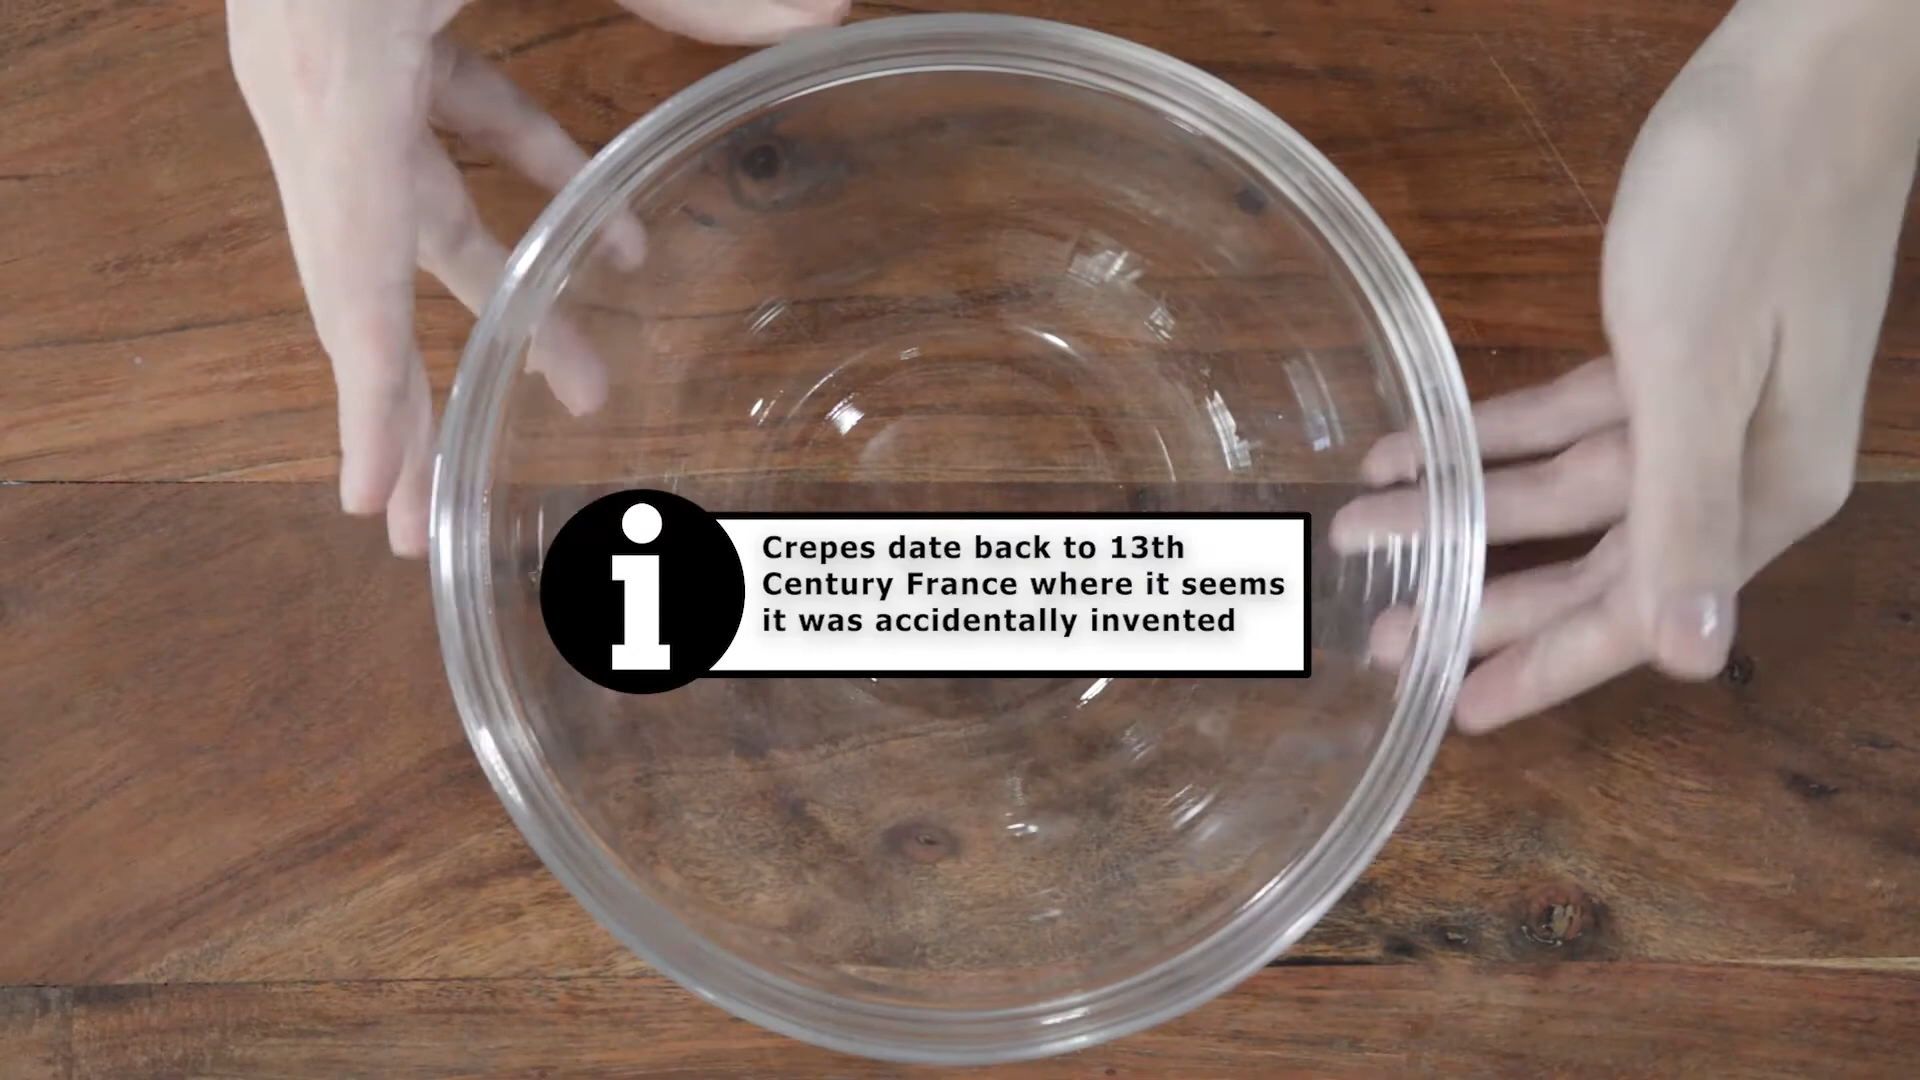 Crepes date back to 13th
Century France where it seems
it was accidentally invented